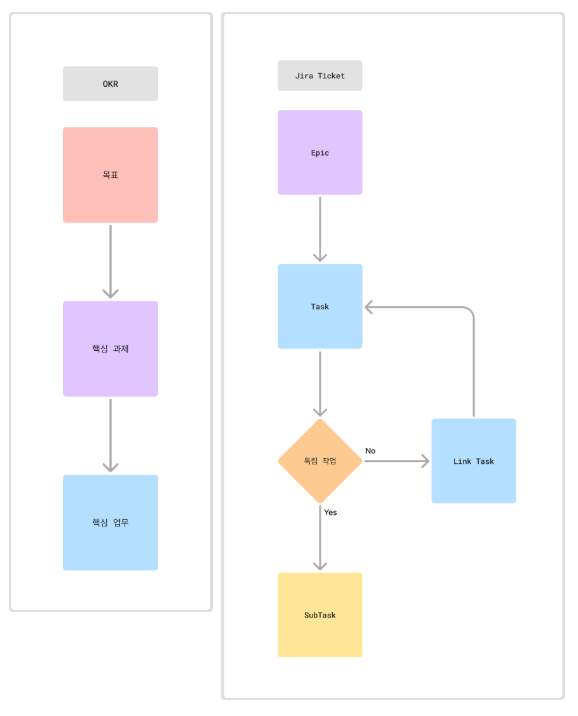 OKR
목표
핵심 과제
핵심 업무
Jira Ticket
Epic
Task
독립 작업
No
Link Task
Yes
SubTask